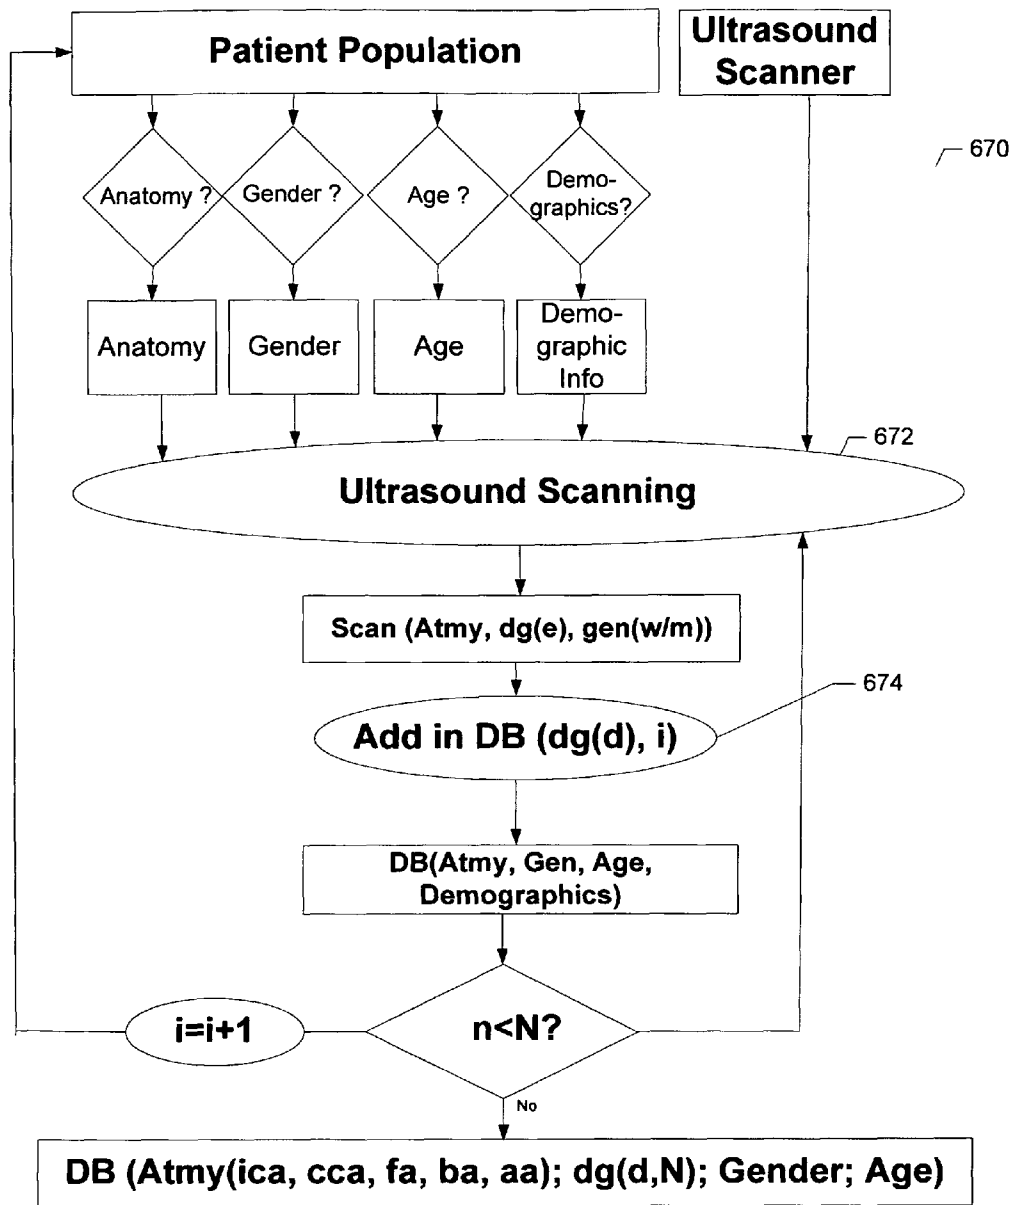 Patient Population
Ultrasound
Scanner
670
Anatomy ?
Gender ?
Age ?
Demo-
graphics?
Anatomy
Gender
Age
Demo-
graphic
Info
672
Ultrasound Scanning
Scan (Atmy, dg(e), gen(w/m))
674
Add in DB (dg(d), i)
DB(Atmy, Gen, Age,
Demographics)
i=i+1
n<N?
No
DB (Atmy(ica, cca, fa, ba, aa); dg(d,N); Gender; Age)